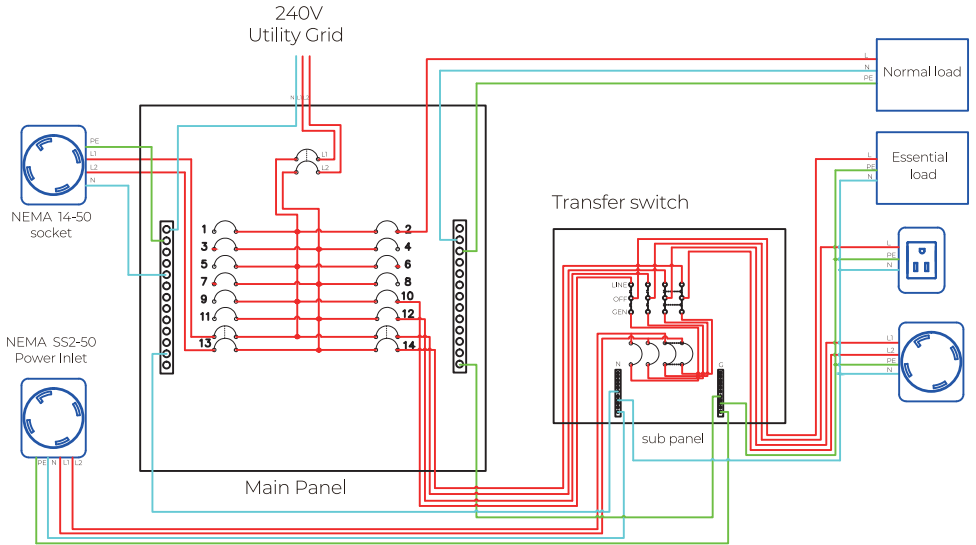 240V
Utility Grid
N L1 L2
L
N
PE
Normal load
PE
L1
L2
N
NEMA 14-50
socket
L1
L2
Essential
load
L
PE
N
Transfer switch
1
2
3
4
5
6
7
8
9
10
11
12
13
14
LINE
OFF
GEN
L
PE
N
NEMA SS2-50
Power Inlet
L1
L2
PE
N
N
G
sub panel
PE N L1 L2
Main Panel